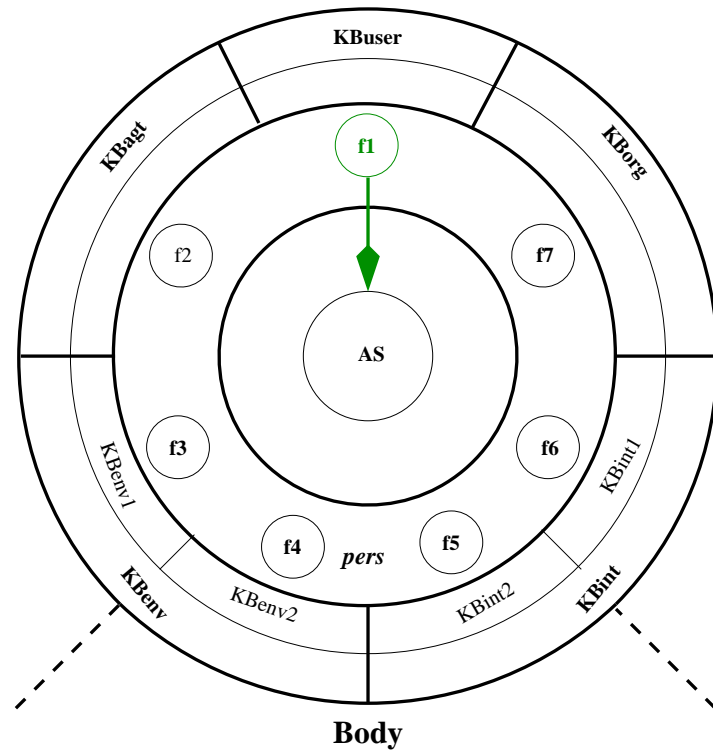 KBuser
KBagt
KBorg
f1
f2
f7
AS
f3
f6
KBenv1
KBint1
f4
pers
f5
KBenv
KBenv2
KBint2
KBint
Body